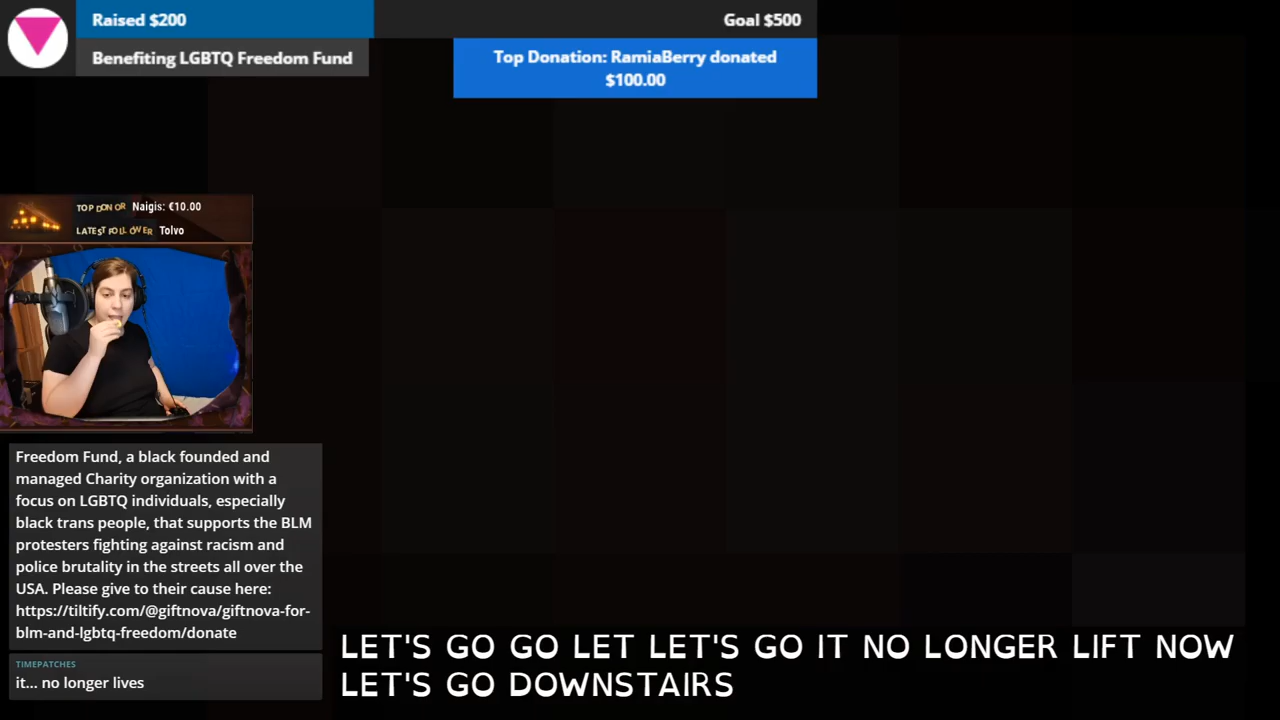 Raised $200
Goal $500
Benefiting LGBTQ Freedom Fund
Top Donation: RamiaBerry donated
$100.00
TOP DONOR Naigis: €10.00
LATEST FOLLOWER Tolvo
Freedom Fund, a black founded and
managed Charity organization with a
focus on LGBTQ individuals, especially
black trans people, that supports the BLM
protesters fighting against racism and
police brutality in the streets all over the
USA. Please give to their cause here:
https://tiltify.com/@giftnova/giftnova-for-
blm-and-lgbtq-freedom/donate
TIMEPATCHES
it... no longer lives
LET'S GO GO LET LET'S GO IT NO LONGER LIFT NOW
LET'S GO DOWNSTAIRS